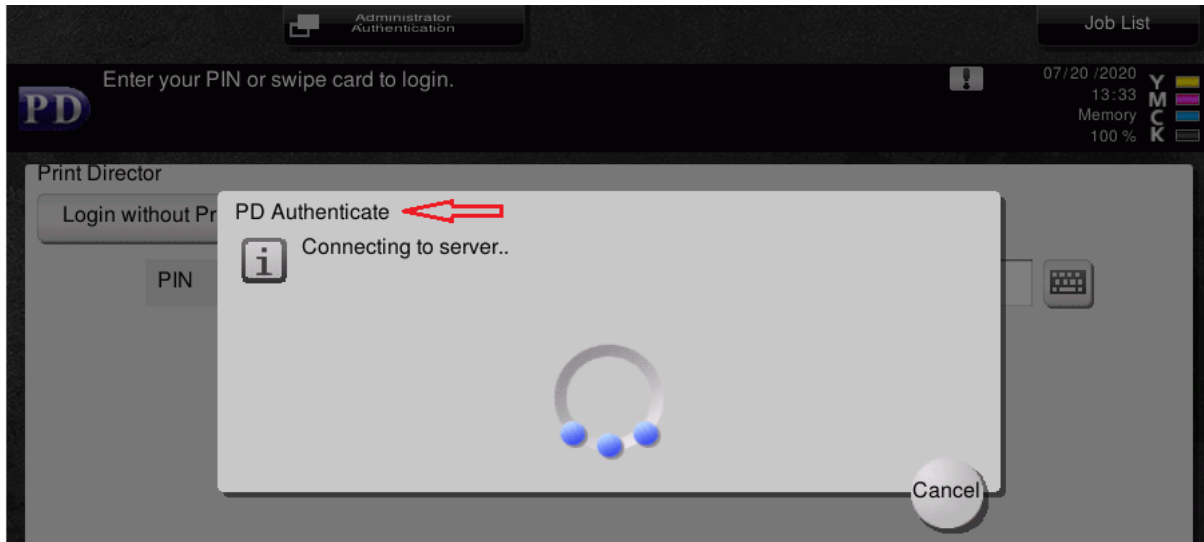 Administrator
Authentication
Job List
Enter your PIN or swipe card to login.
PD
07/20 /2020
13:33
Memory
100 %
Y
M
C
K
Print Director
Login without Pr
PD Authenticate
i
Connecting to server..
PIN
Cancel